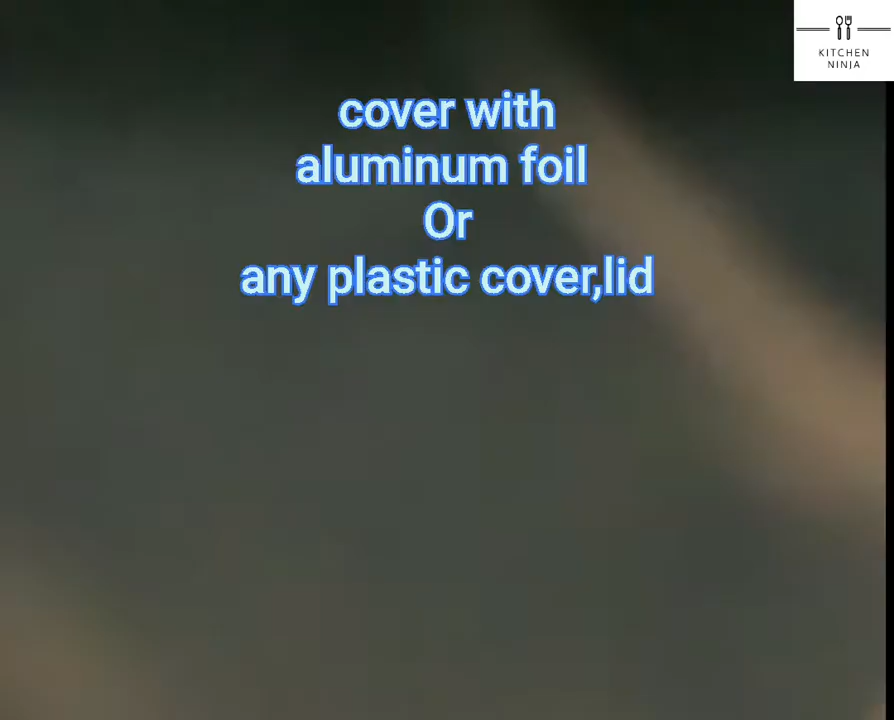 KITCHEN
NINJA
cover with
aluminum foil
Or
any plastic cover,lid